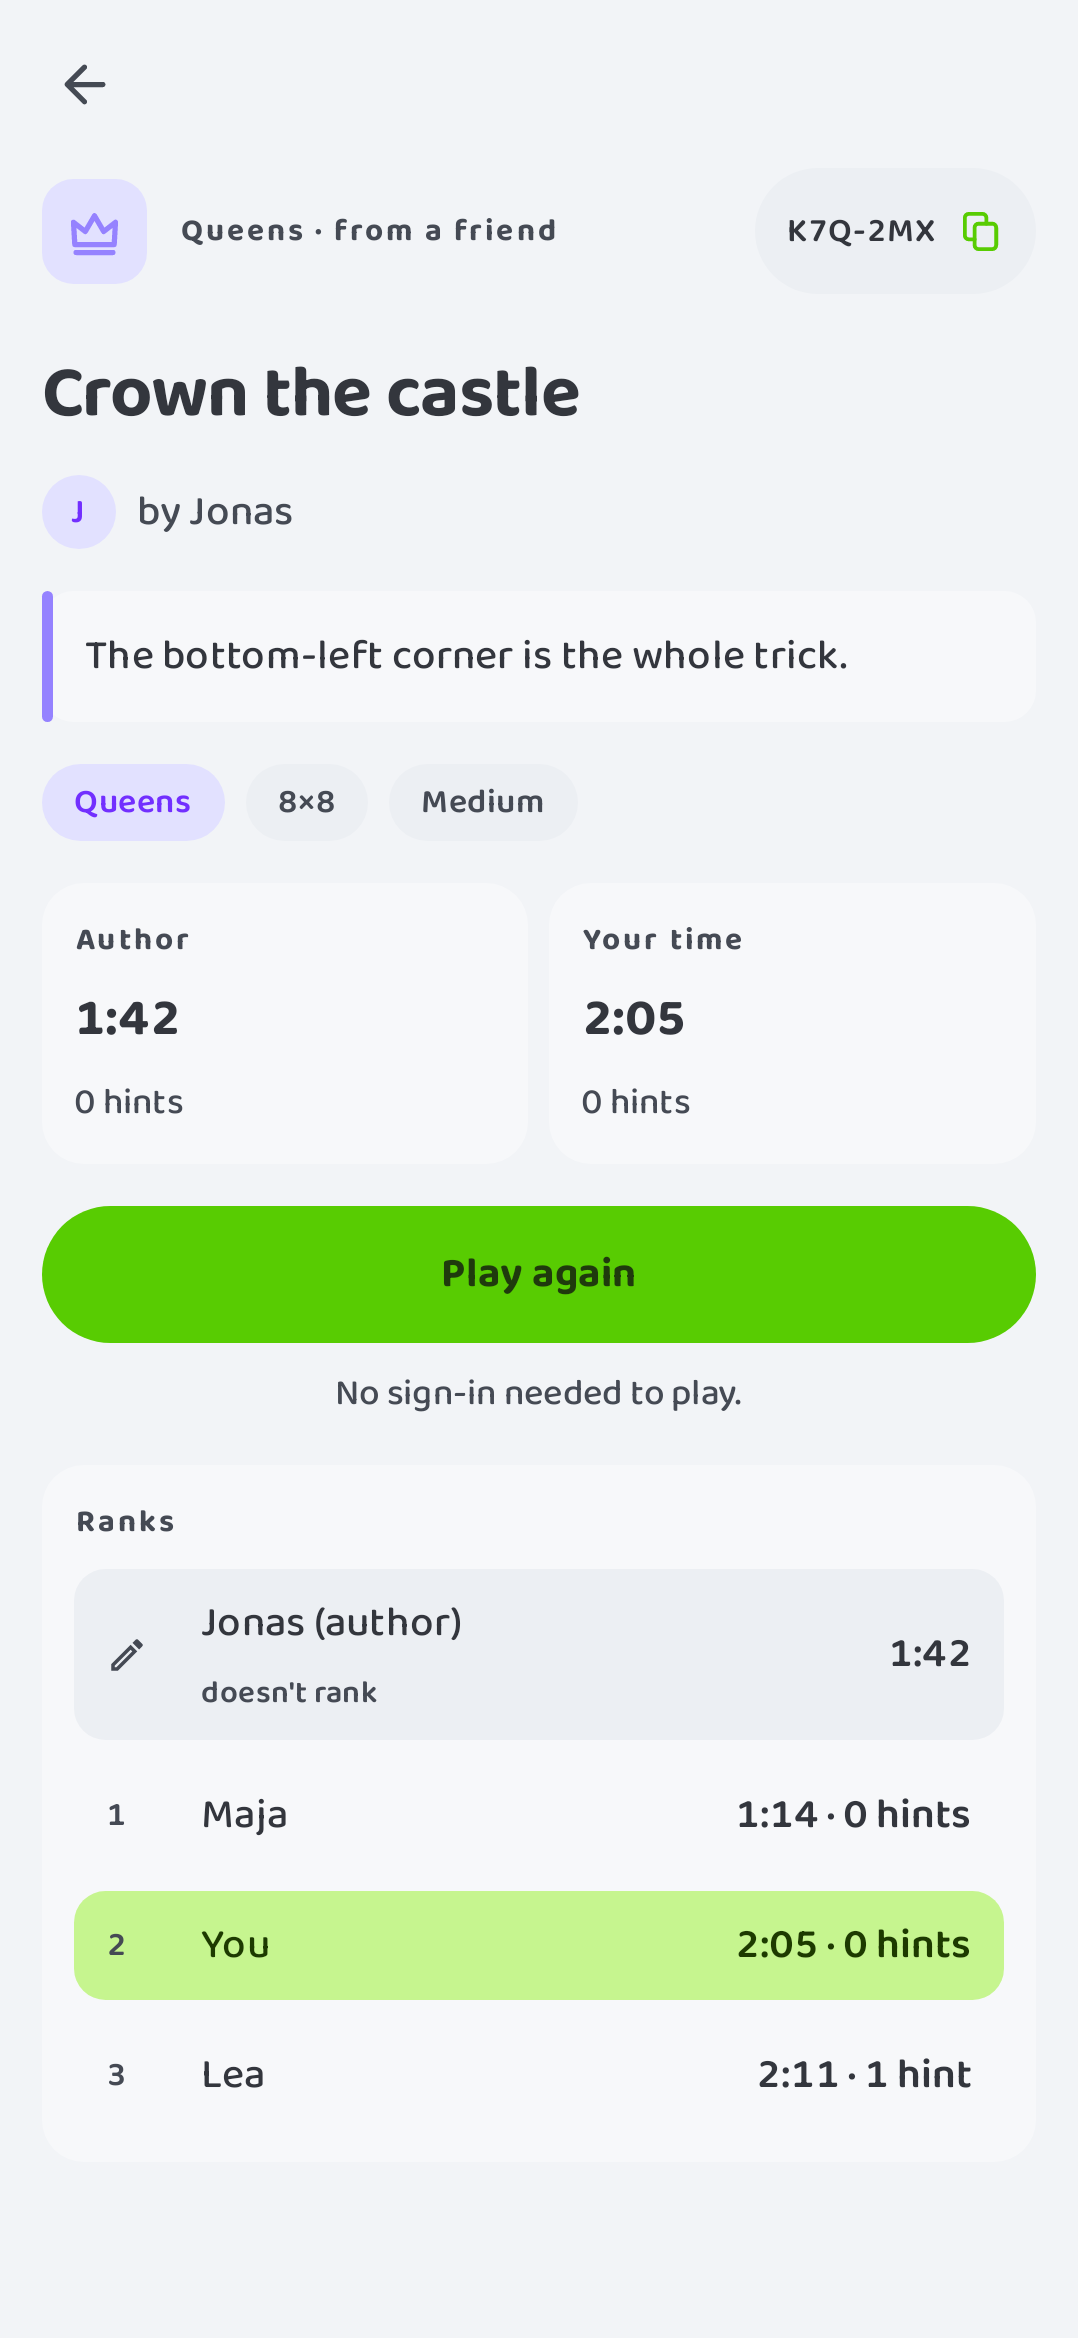 Queens · from a friend
K7Q-2MX
Crown the castle
J
by Jonas
The bottom-left corner is the whole trick.
Queens
8×8
Medium
Author
Your time
1:42
2:05
0 hints
0 hints
Play again
No sign-in needed to play.
Ranks
Jonas (author)
1:42
doesn't rank
1 Maja 1:14 · 0 hints
2 You 2:05 · 0 hints
3 Lea 2:11 · 1 hint